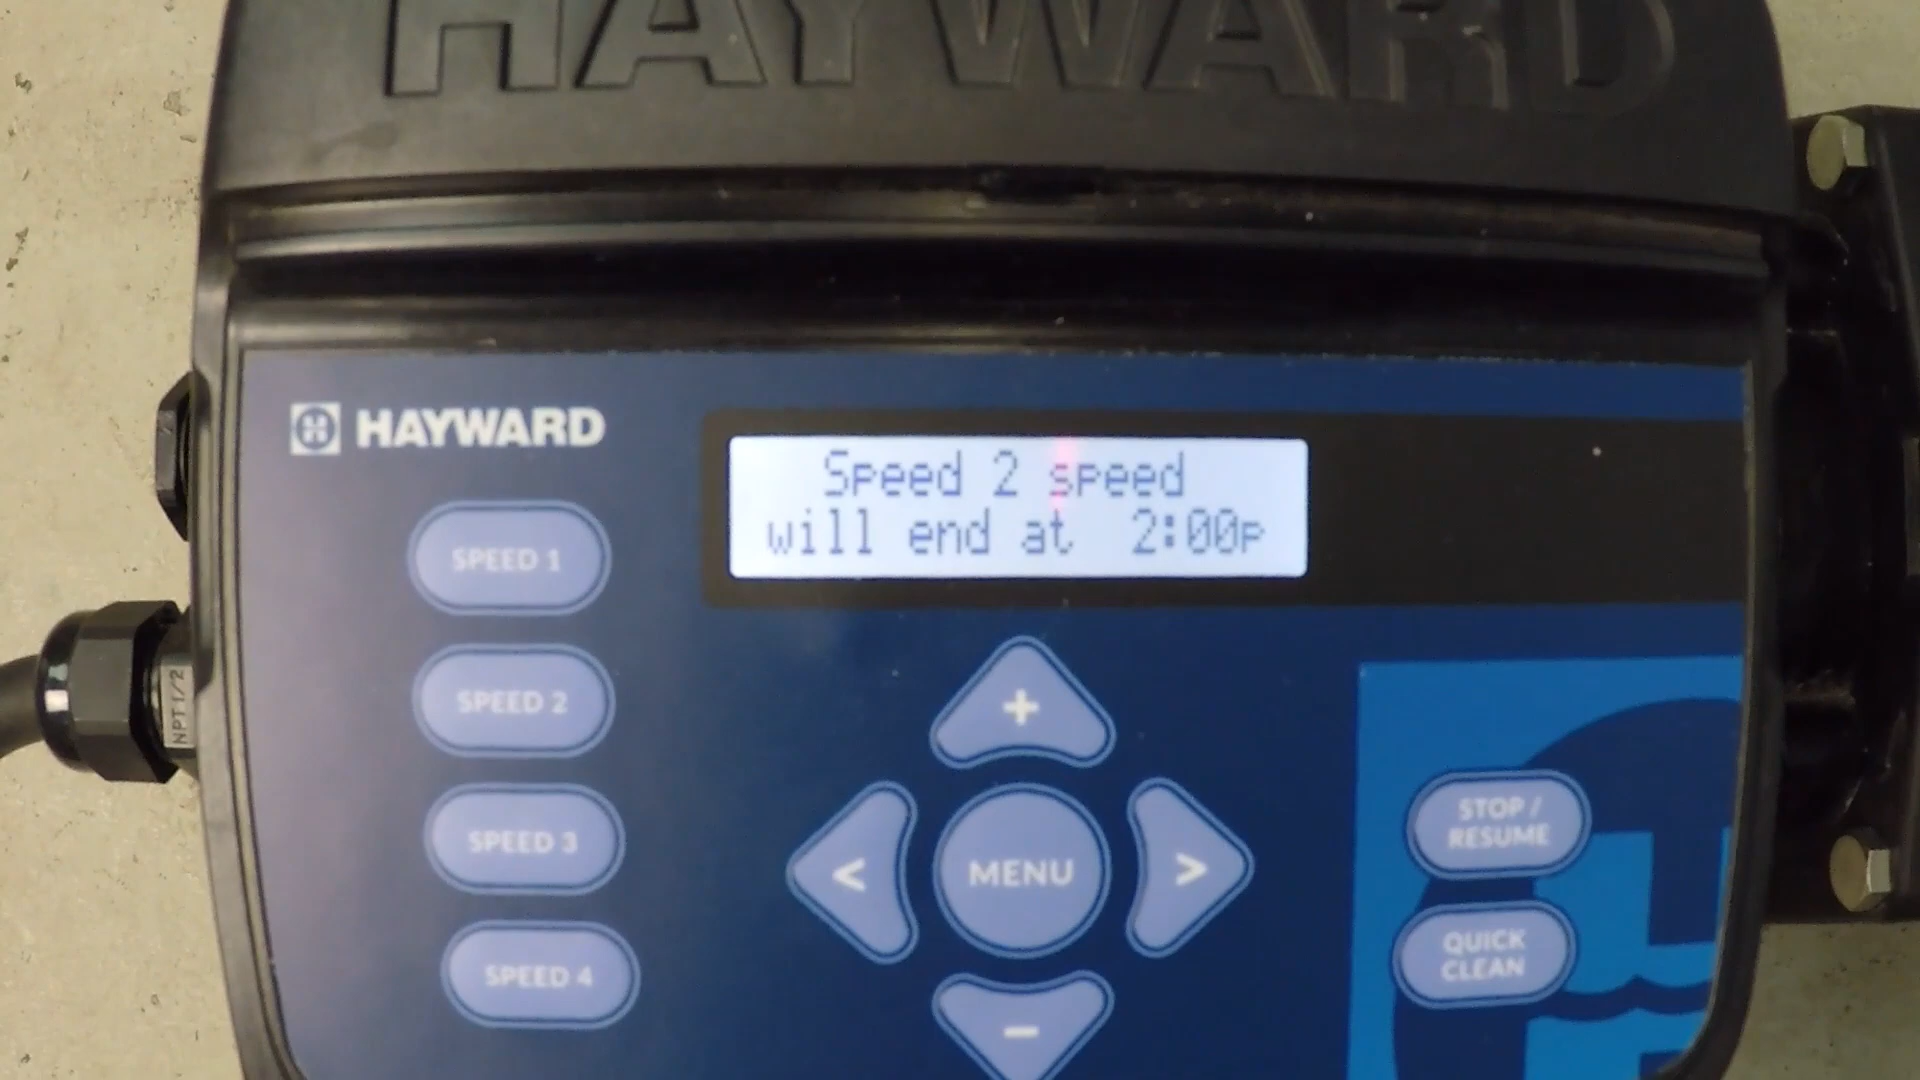 HAYWARD
HAYWARD
Speed 2 speed
will end at 2:00p
SPEED 1
SPEED 2
SPEED 3
SPEED 4
+
<
MENU
>
-
STOP /
RESUME
QUICK
CLEAN
NPT 1/2